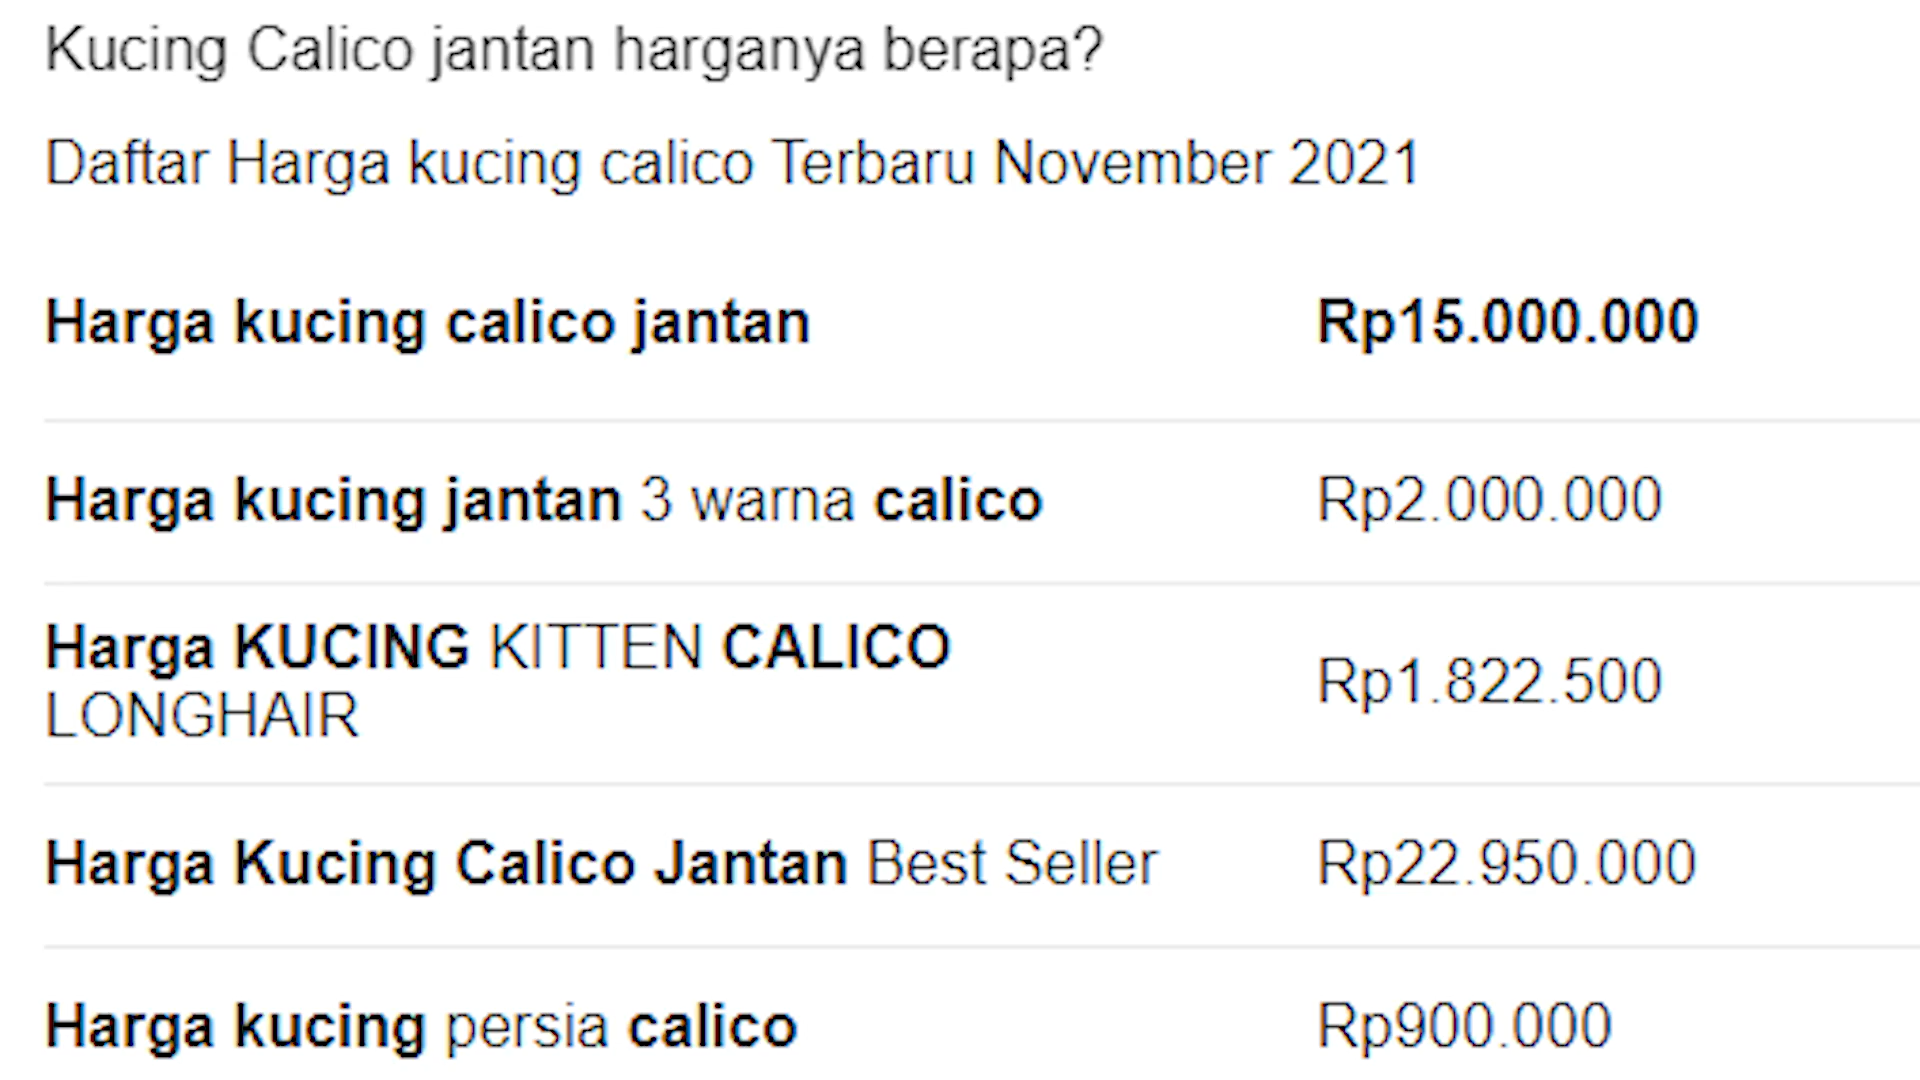 Kucing Calico jantan harganya berapa?
Daftar Harga kucing calico Terbaru November 2021
Harga kucing calico jantan Rp15.000.000
Harga kucing jantan 3 warna calico Rp2.000.000
Harga KUCING KITTEN CALICO
LONGHAIR
Rp1.822.500
Harga Kucing Calico Jantan Best Seller Rp22.950.000
Harga kucing persia calico Rp900.000